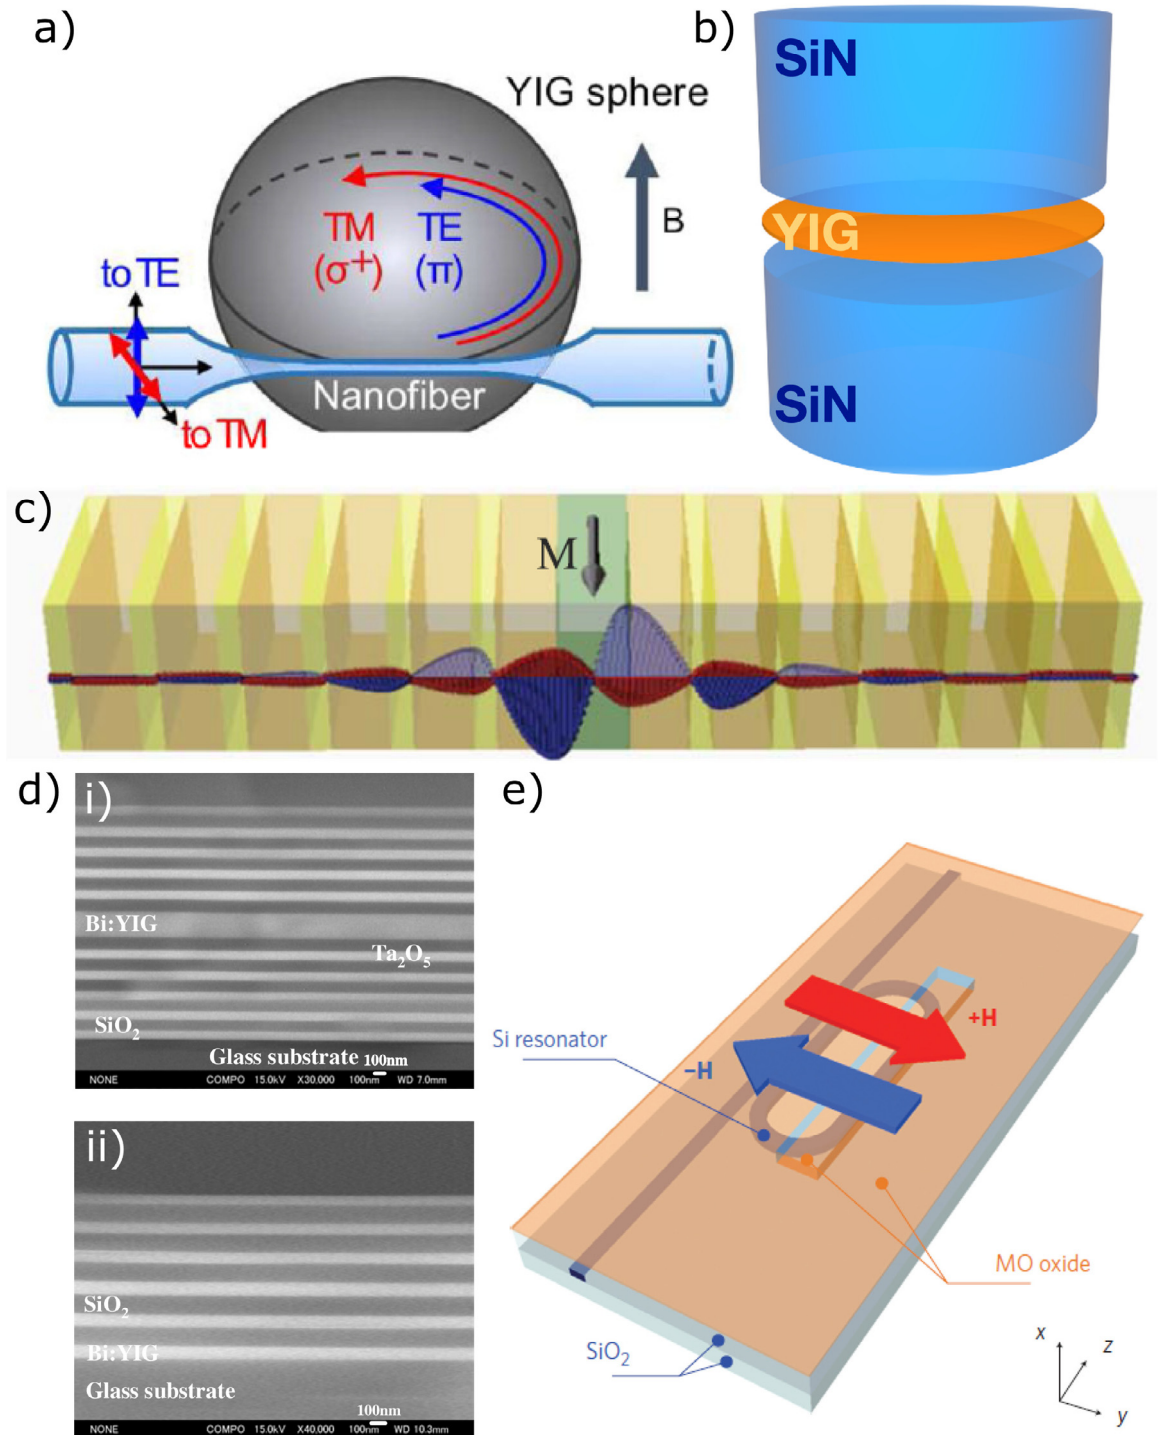 a)
YIG sphere
TM
(σ⁺)
TE
(π)
B
to TE
Nanofiber
to TM
b)
SiN
YIG
SiN
c)
M
d)
i)
Bi:YIG
Ta₂O₅
SiO₂
Glass substrate 100nm
NONE COMPO 15.0kV X30,000 100nm WD 7.0mm
ii)
SiO₂
Bi:YIG
Glass substrate
100nm
NONE COMPO 15.0kV X40,000 100nm WD 10.3mm
e)
Si resonator
+H
−H
MO oxide
SiO₂
x
z
y